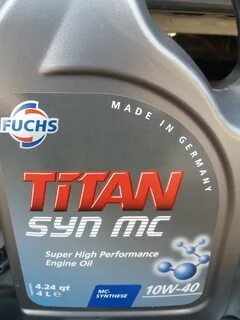 FUCHS
MADE IN GERMANY
TITAN
SYN MC
Super High Performance
Engine Oil
4.24 qt
4 L ℮
MC-
SYNTHESE
10W-40